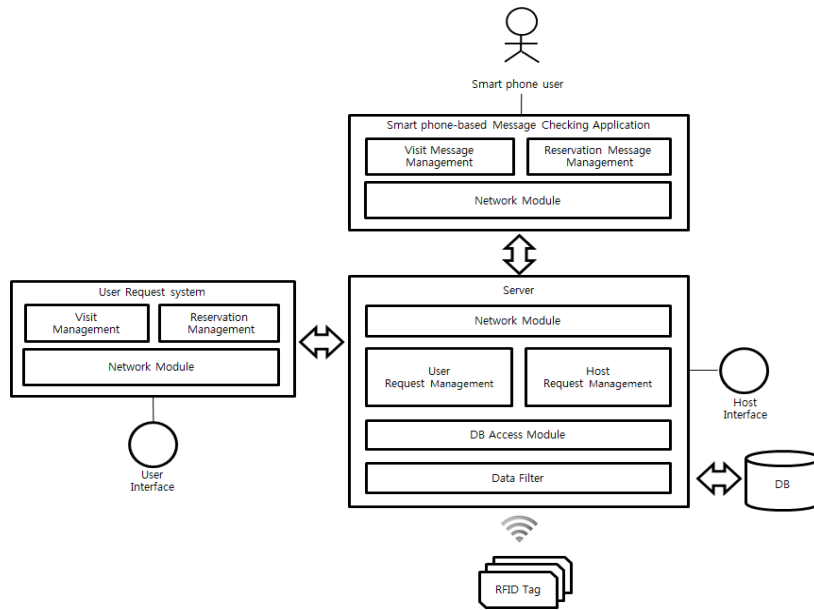 Smart phone user
Smart phone-based Message Checking Application
Visit Message
Management
Reservation Message
Management
Network Module
User Request system
Visit
Management
Reservation
Management
Network Module
User
Interface
Server
Network Module
User
Request Management
Host
Request Management
DB Access Module
Data Filter
Host
Interface
DB
RFID Tag